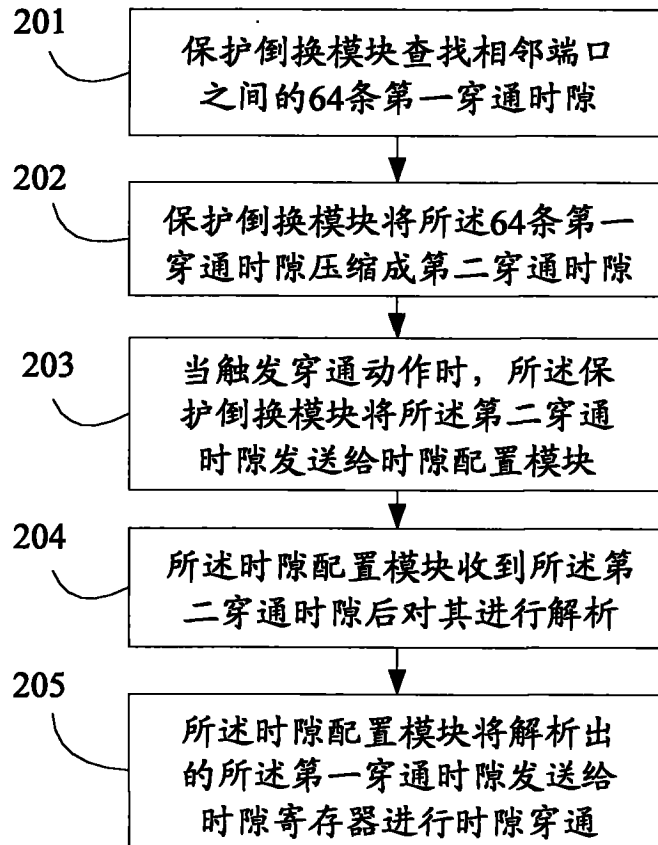 201
保护倒换模块查找相邻端口
之间的64条第一穿通时隙
202
保护倒换模块将所述64条第一
穿通时隙压缩成第二穿通时隙
203
当触发穿通动作时，所述保
护倒换模块将所述第二穿通
时隙发送给时隙配置模块
204
所述时隙配置模块收到所述第
二穿通时隙后对其进行解析
205
所述时隙配置模块将解析出
的所述第一穿通时隙发送给
时隙寄存器进行时隙穿通